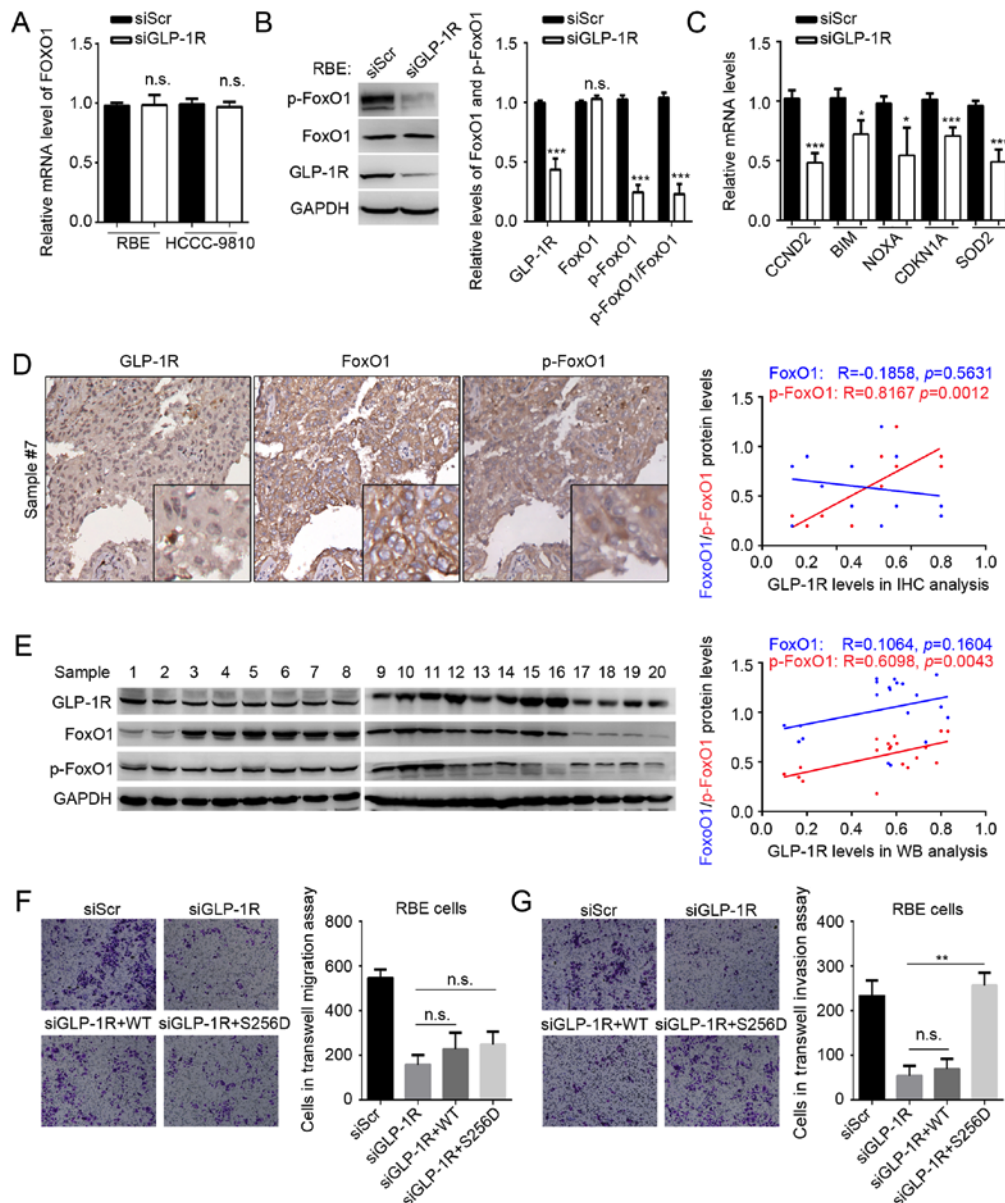 A
siScr
siGLP-1R
Relative mRNA level of FOXO1
1.5
1.0
0.5
0.0
n.s.
n.s.
RBE
HCCC-9810
B
RBE:
siScr
siGLP-1R
p-FoxO1
FoxO1
GLP-1R
GAPDH
siScr
siGLP-1R
Relative levels of FoxO1 and p-FoxO1
1.5
1.0
0.5
0.0
***
n.s.
***
***
GLP-1R
FoxO1
p-FoxO1
p-FoxO1/FoxO1
C
siScr
siGLP-1R
Relative mRNA levels
1.5
1.0
0.5
0.0
***
*
*
***
***
CCND2
BIM
NOXA
CDKN1A
SOD2
D
GLP-1R
FoxO1
p-FoxO1
Sample #7
FoxO1: R=-0.1858, p=0.5631
p-FoxO1: R=0.8167 p=0.0012
FoxoO1/p-FoxO1 protein levels
1.5
1.0
0.5
0.0
0.0 0.2 0.4 0.6 0.8 1.0
GLP-1R levels in IHC analysis
E
Sample 1 2 3 4 5 6 7 8 9 10 11 12 13 14 15 16 17 18 19 20
GLP-1R
FoxO1
p-FoxO1
GAPDH
FoxO1: R=0.1064, p=0.1604
p-FoxO1: R=0.6098, p=0.0043
FoxoO1/p-FoxO1 protein levels
1.5
1.0
0.5
0.0
0.0 0.2 0.4 0.6 0.8 1.0
GLP-1R levels in WB analysis
F
siScr
siGLP-1R
siGLP-1R+WT
siGLP-1R+S256D
RBE cells
Cells in transwell migration assay
800
600
400
200
0
n.s.
n.s.
siScr
siGLP-1R
siGLP-1R+WT
siGLP-1R+S256D
G
siScr
siGLP-1R
siGLP-1R+WT
siGLP-1R+S256D
RBE cells
Cells in transwell invasion assay
400
300
200
100
0
**
n.s.
siScr
siGLP-1R
siGLP-1R+WT
siGLP-1R+S256D